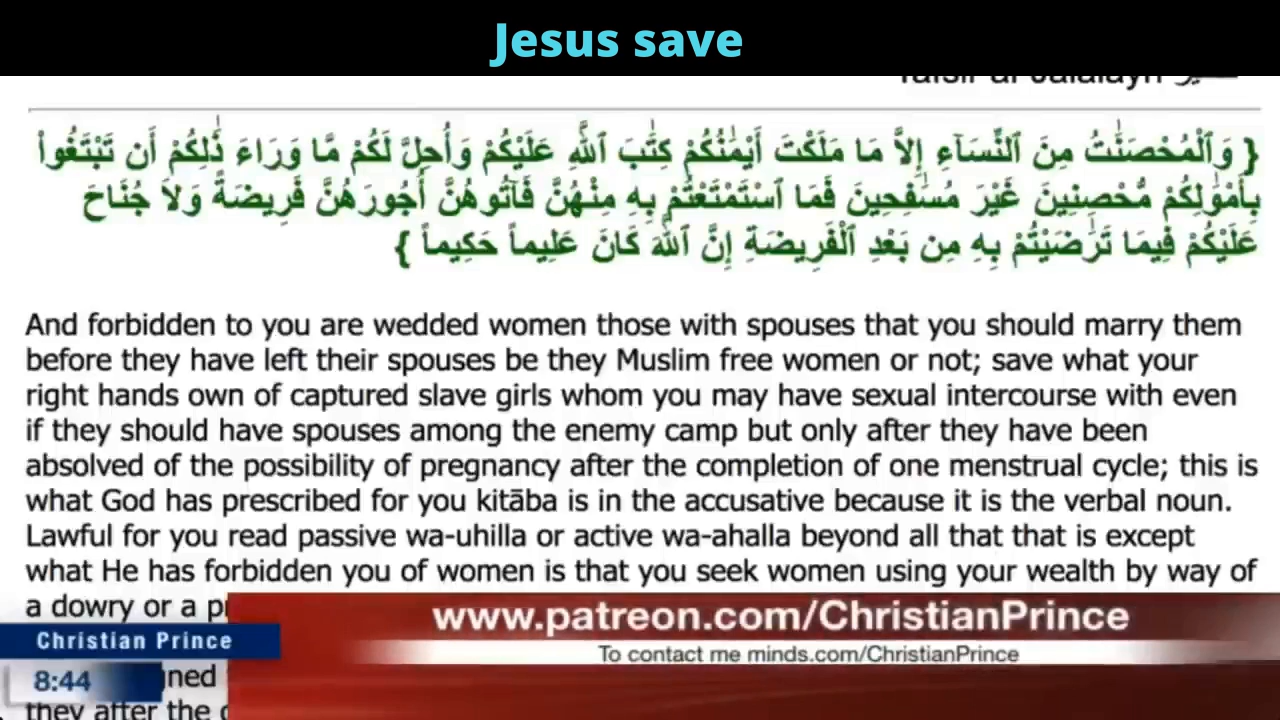 Jesus save
Tafsir al-Jalalayn
{ وَٱلْمُحْصَنَٰتُ مِنَ ٱلنِّسَآءِ إِلاَّ مَا مَلَكْتَ أَيْمَٰنُكُمْ كِتَٰبَ ٱللَّهِ عَلَيْكُمْ وَأُحِلَّ لَكُمْ مَّا وَرَاءَ ذَٰلِكُمْ أَن تَبْتَغُواْ
بِأَمْوَٰلِكُمْ مُّحْصِنِينَ غَيْرَ مُسَٰفِحِينَ فَمَا ٱسْتَمْتَعْتُمْ بِهِ مِنْهُنَّ فَآتُوهُنَّ أُجُورَهُنَّ فَرِيضَةً وَلاَ جُنَاحَ
عَلَيْكُمْ فِيمَا تَرَٰضَيْتُمْ بِهِ مِن بَعْدِ ٱلْفَرِيضَةِ إِنَّ ٱللَّهَ كَانَ عَلِيماً حَكِيماً }
And forbidden to you are wedded women those with spouses that you should marry them
before they have left their spouses be they Muslim free women or not; save what your
right hands own of captured slave girls whom you may have sexual intercourse with even
if they should have spouses among the enemy camp but only after they have been
absolved of the possibility of pregnancy after the completion of one menstrual cycle; this is
what God has prescribed for you kitāba is in the accusative because it is the verbal noun.
Lawful for you read passive wa-uhilla or active wa-ahalla beyond all that that is except
what He has forbidden you of women is that you seek women using your wealth by way of
a dowry or a
www.patreon.com/ChristianPrince
Christian Prince
To contact me minds.com/ChristianPrince
8:44
they after the